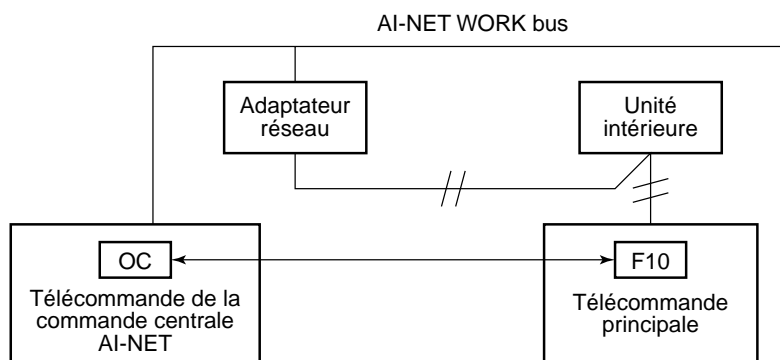 AI-NET WORK bus
Adaptateur
réseau
Unité
intérieure
OC
F10
Télécommande de la
commande centrale
AI-NET
Télécommande
principale